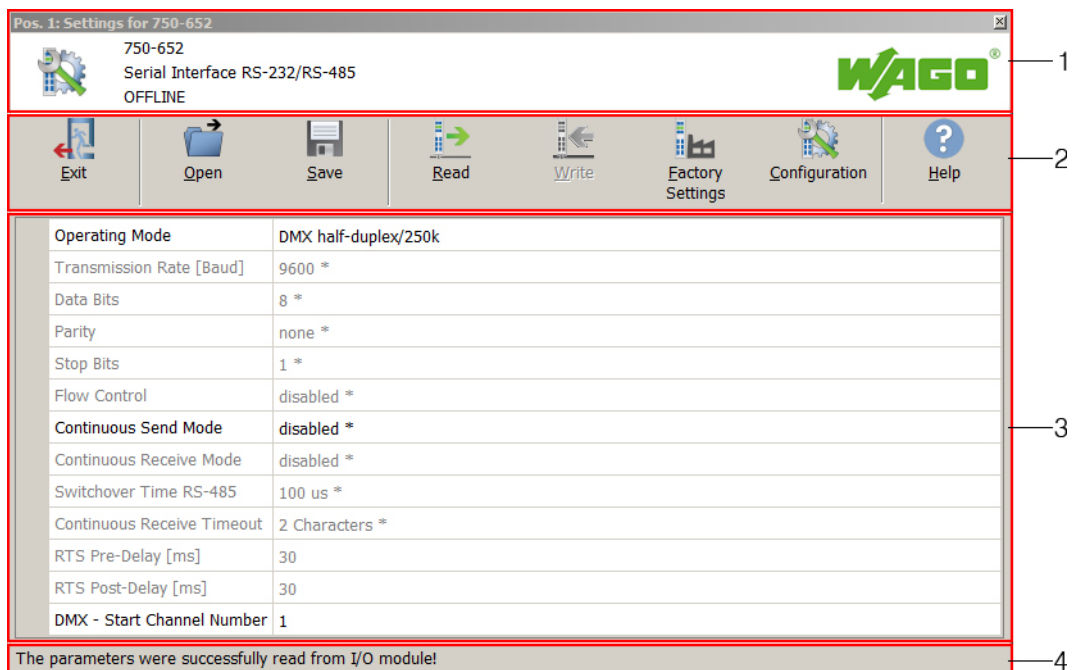 Pos. 1: Settings for 750-652
750-652
Serial Interface RS-232/RS-485
OFFLINE
WAGO®
1
Exit
Open
Save
Read
Write
Factory Settings
Configuration
Help
2
Operating Mode DMX half-duplex/250k
Transmission Rate [Baud] 9600 *
Data Bits 8 *
Parity none *
Stop Bits 1 *
Flow Control disabled *
Continuous Send Mode disabled *
3
Continuous Receive Mode disabled *
Switchover Time RS-485 100 us *
Continuous Receive Timeout 2 Characters *
RTS Pre-Delay [ms] 30
RTS Post-Delay [ms] 30
DMX - Start Channel Number 1
The parameters were successfully read from I/O module!
4